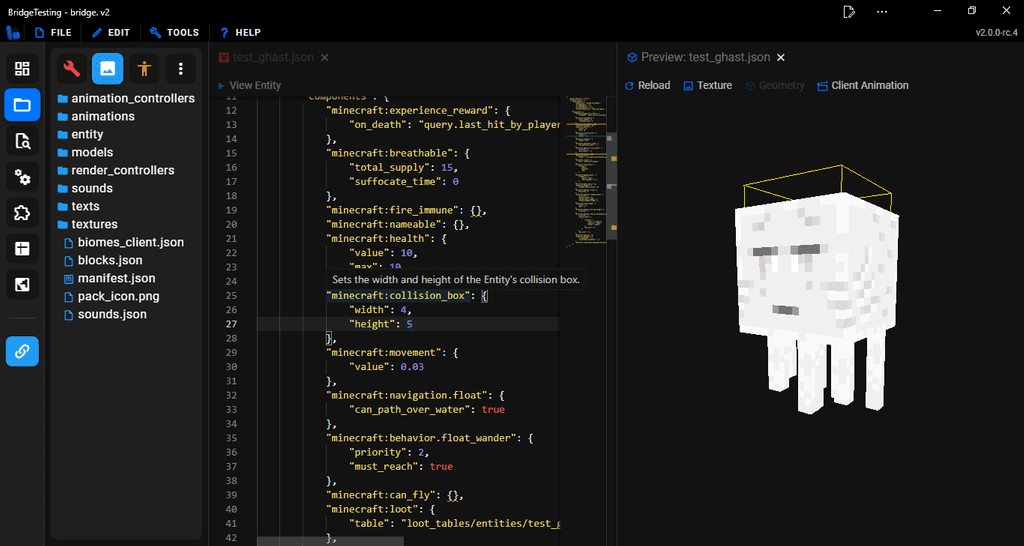 BridgeTesting - bridge. v2
FILE EDIT TOOLS HELP
v2.0.0-rc.4
animation_controllers
animations
entity
models
render_controllers
sounds
texts
textures
biomes_client.json
blocks.json
manifest.json
pack_icon.png
sounds.json
test_ghast.json
View Entity
11 "components": {
12 "minecraft:experience_reward": {
13 "on_death": "query.last_hit_by_player
14 },
15 "minecraft:breathable": {
16 "total_supply": 15,
17 "suffocate_time": 0
18 },
19 "minecraft:fire_immune": {},
20 "minecraft:nameable": {},
21 "minecraft:health": {
22 "value": 10,
23 "max": 10
24
Sets the width and height of the Entity's collision box.
25 "minecraft:collision_box": {
26 "width": 4,
27 "height": 5
28 },
29 "minecraft:movement": {
30 "value": 0.03
31 },
32 "minecraft:navigation.float": {
33 "can_path_over_water": true
34 },
35 "minecraft:behavior.float_wander": {
36 "priority": 2,
37 "must_reach": true
38 },
39 "minecraft:can_fly": {},
40 "minecraft:loot": {
41 "table": "loot_tables/entities/test_g
42 },
Preview: test_ghast.json
Reload Texture Geometry Client Animation